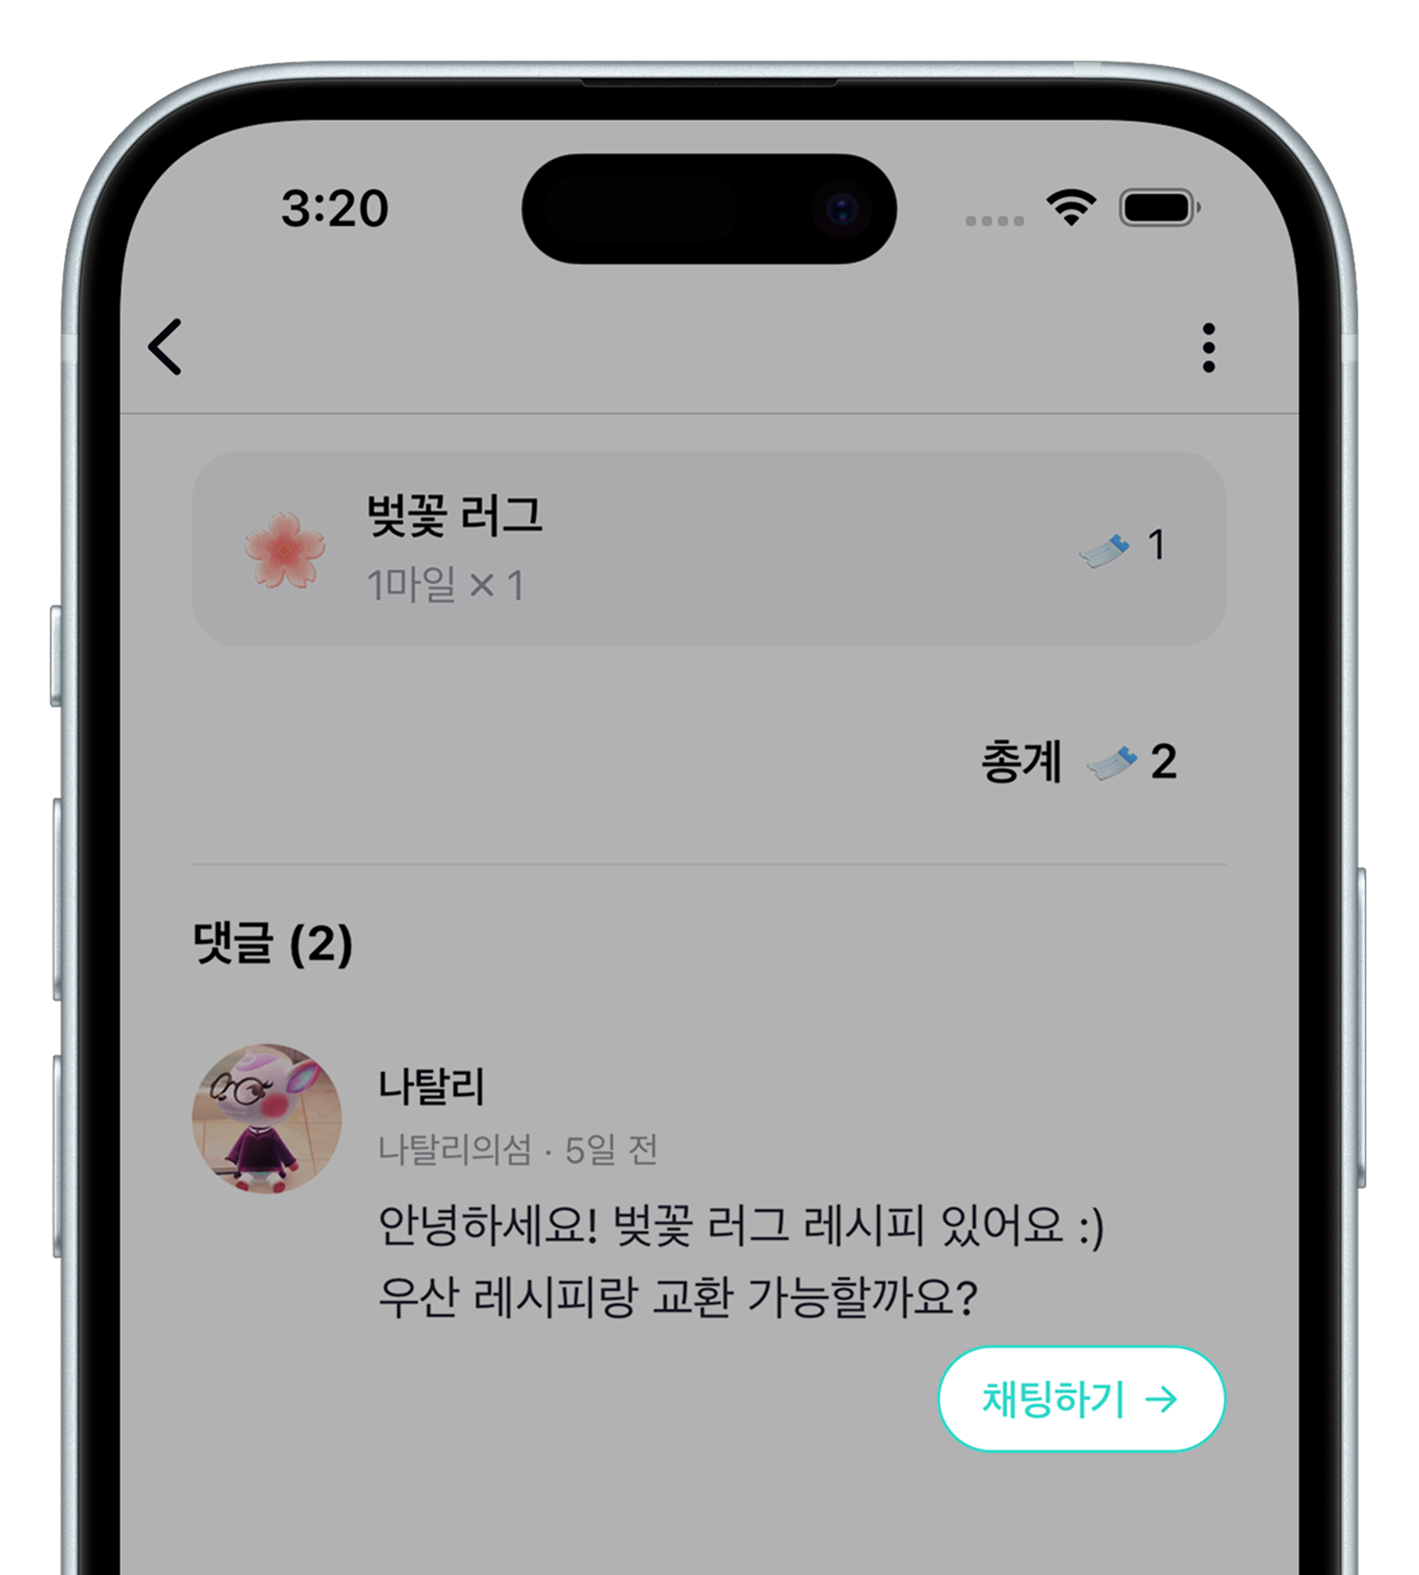 3:20
벚꽃 러그
1마일 × 1
1
총계 2
댓글 (2)
나탈리
나탈리의섬 · 5일 전
안녕하세요! 벚꽃 러그 레시피 있어요 :)
우산 레시피랑 교환 가능할까요?
채팅하기 →